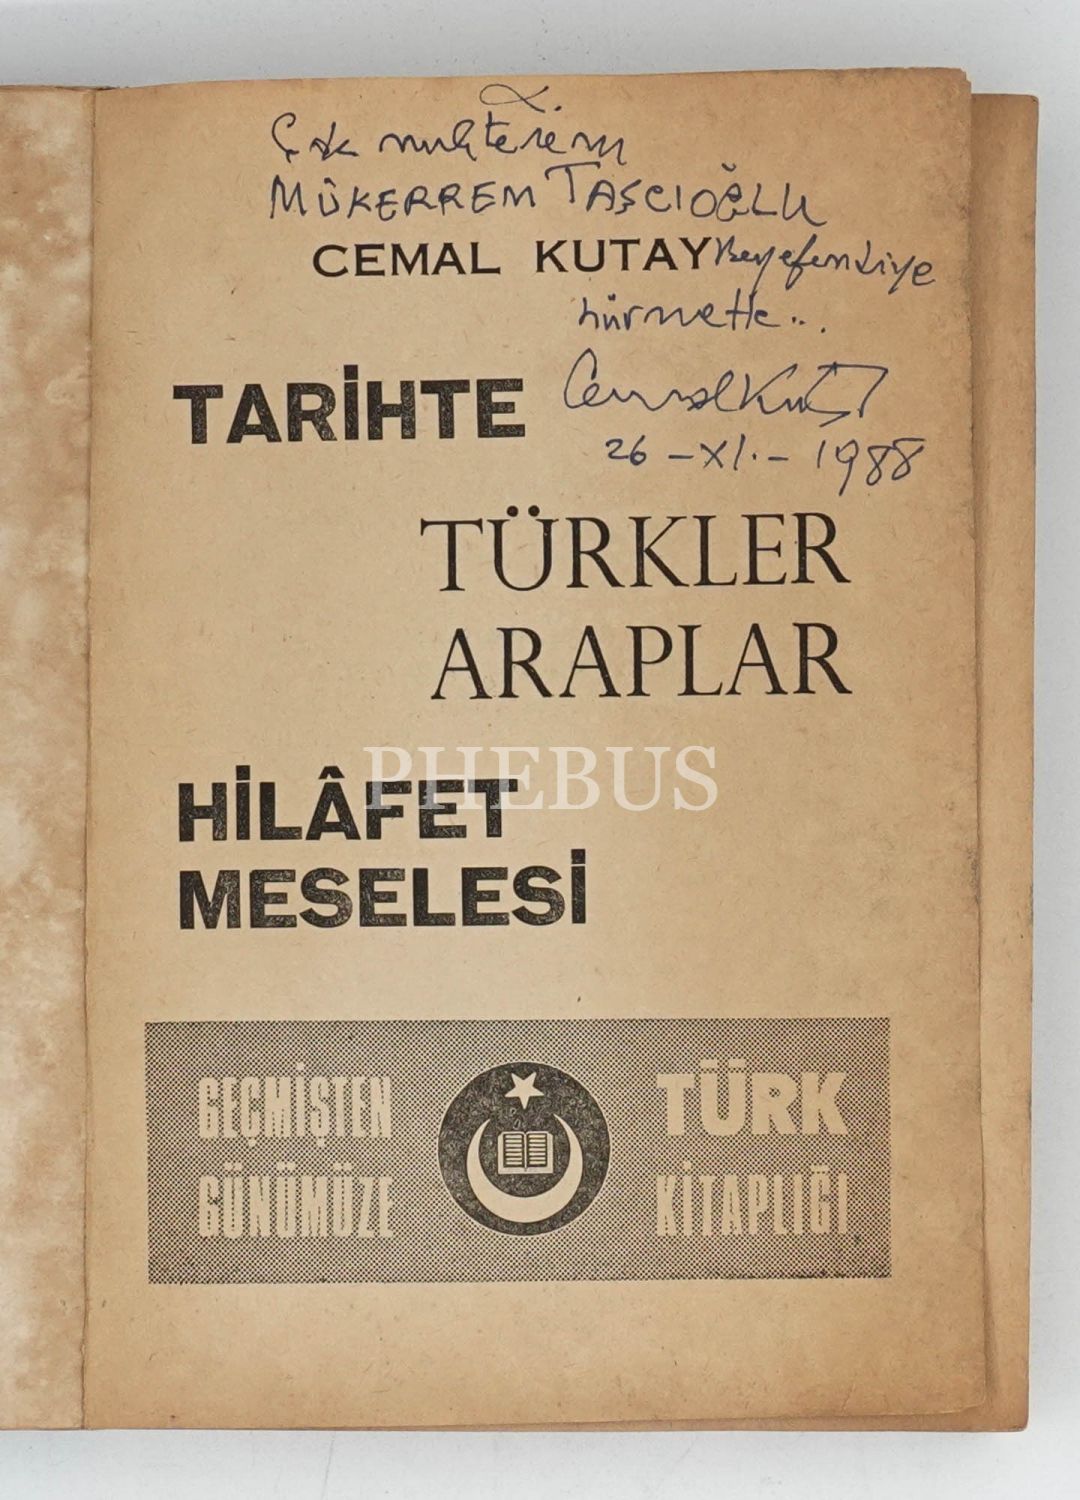 Çok muhterem
MÜKERREM TAŞCIOĞLU
CEMAL KUTAY Beyefendiye
hürmetle...
Cemal Kutay
TARİHTE
26-XI.-1988
TÜRKLER
ARAPLAR
PHEBUS
HİLÂFET
MESELESİ
GEÇMİŞTEN TÜRK
GÜNÜMÜZE KİTAPLIĞI